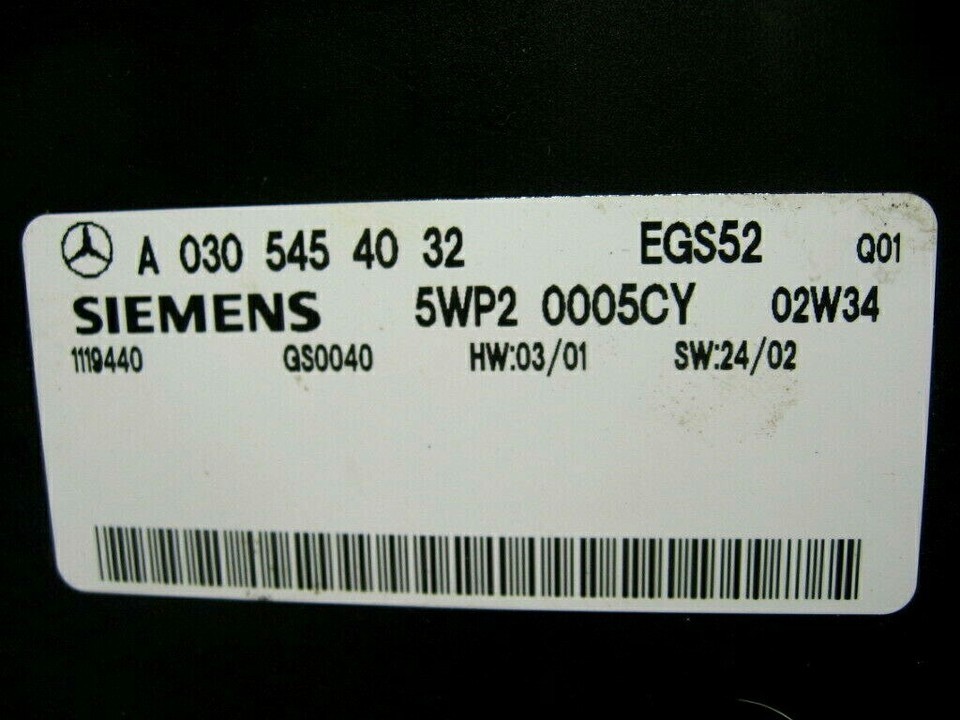 A 030 545 40 32 EGS52 Q01
SIEMENS 5WP2 0005CY 02W34
1119440 GS0040 HW:03/01 SW:24/02